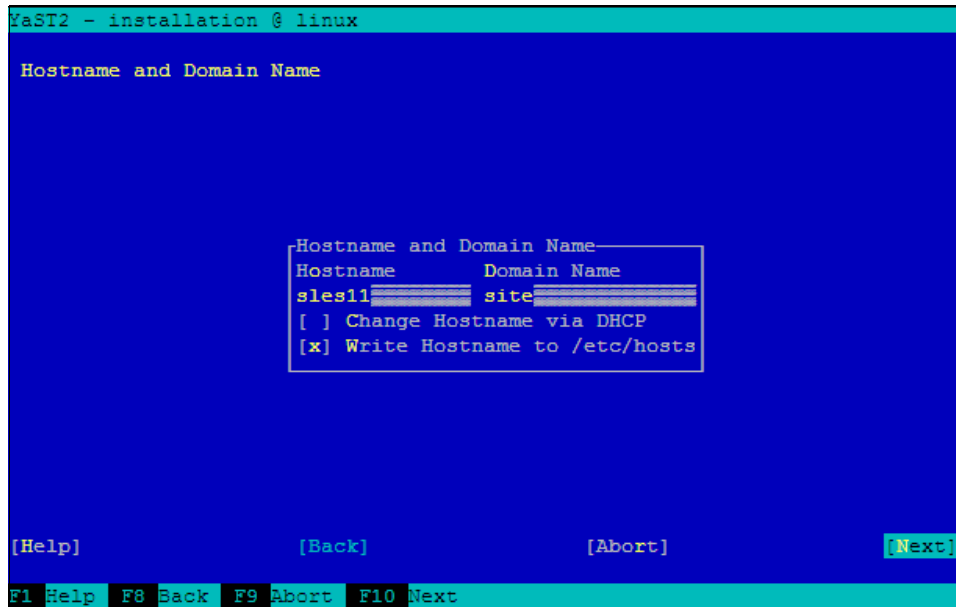 YaST2 - installation @ linux
Hostname and Domain Name
Hostname and Domain Name
Hostname Domain Name
sles11 site
[ ] Change Hostname via DHCP
[x] Write Hostname to /etc/hosts
[Help] [Back] [Abort] [Next]
F1 Help F8 Back F9 Abort F10 Next